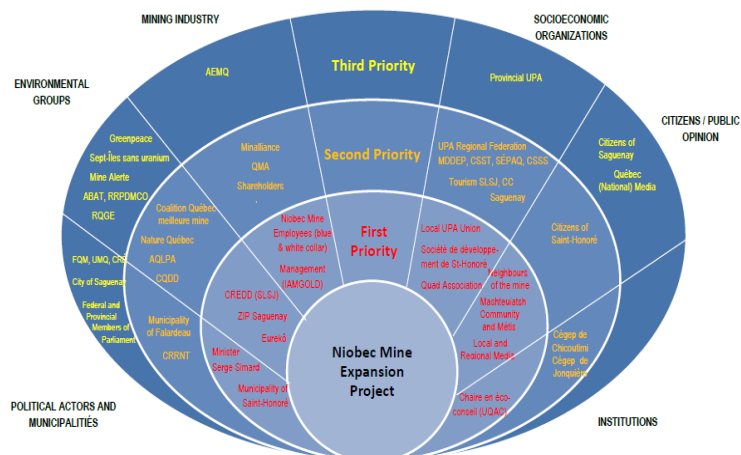 MINING INDUSTRY
SOCIOECONOMIC
ORGANIZATIONS
ENVIRONMENTAL
GROUPS
CITIZENS / PUBLIC
OPINION
POLITICAL ACTORS AND
MUNICIPALITIÉS
INSTITUTIONS
Third Priority
AEMQ
Provincial UPA
Greenpeace
Sept-Îles sans uranium
Mine Alerte
ABAT, RRPDMCO
RQGE
Citizens of
Saguenay
Québec
(National) Media
FQM, UMQ, CRÉ
City of Saguenay
Federal and
Provincial
Members of
Parliament
Second Priority
Minalliance
QMA
Shareholders
UPA Regional Federation
MDDEP, CSST, SÉPAQ, CSSS
Tourism SLSJ, CC
Saguenay
Coalition Québec
meilleure mine
Nature Québec
AQLPA
CQDD
Citizens of
Saint-Honoré
Municipality
of Falardeau
CRRNT
Cégep de
Chicoutimi
Cégep de
Jonquière
First
Priority
Niobec Mine
Employees (blue
& white collar)
Management
(IAMGOLD)
Local UPA Union
Société de développe-
ment de St-Honoré
Quad Association
CREDD (SLSJ)
ZIP Saguenay
Eurekô
Neighbours
of the mine
Mashteuiatsh
Community
and Métis
Local and
Regional Media
Minister
Serge Simard
Municipality of
Saint-Honoré
Chaire en éco-
conseil (UQAC)
Niobec Mine
Expansion
Project